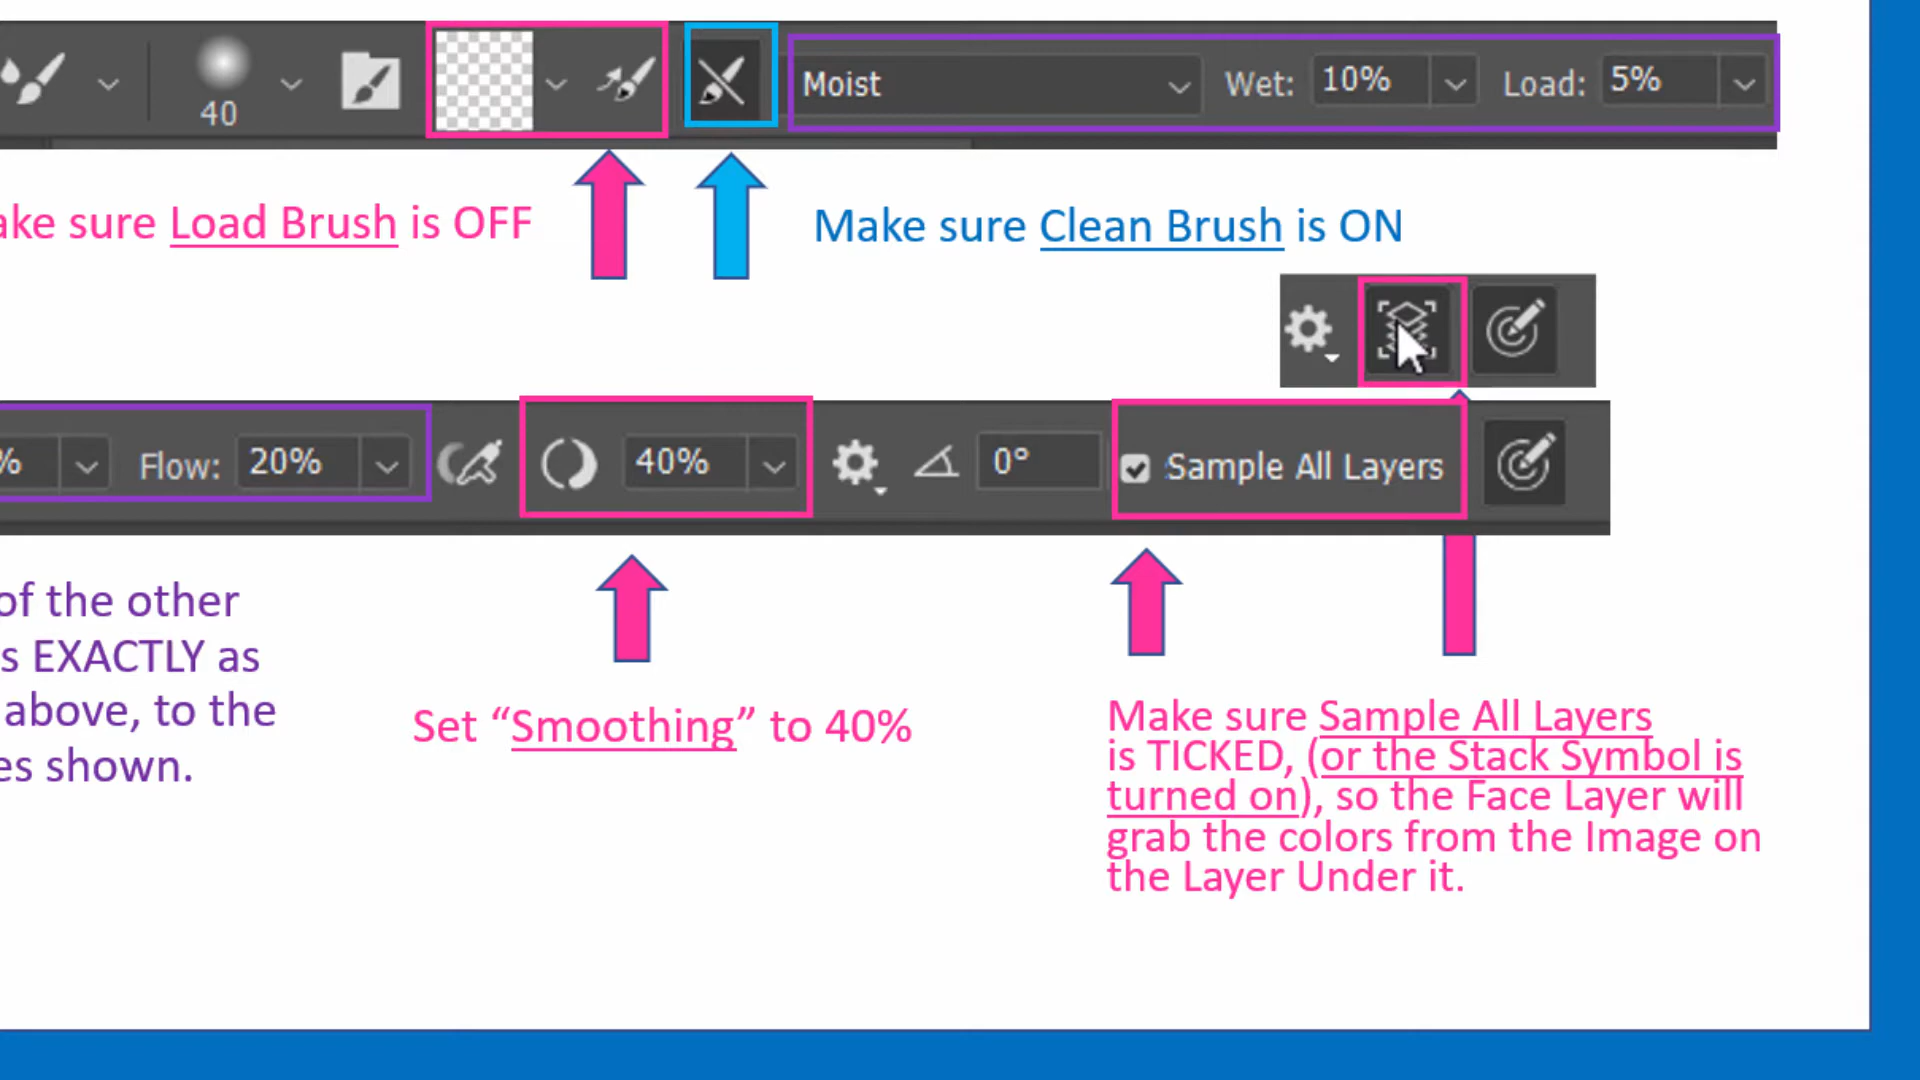 40
Moist
Wet: 10%
Load: 5%
ake sure Load Brush is OFF
Make sure Clean Brush is ON
%
Flow: 20%
40%
0°
Sample All Layers
of the other
s EXACTLY as
above, to the
es shown.
Set “Smoothing” to 40%
Make sure Sample All Layers
is TICKED, (or the Stack Symbol is
turned on), so the Face Layer will
grab the colors from the Image on
the Layer Under it.